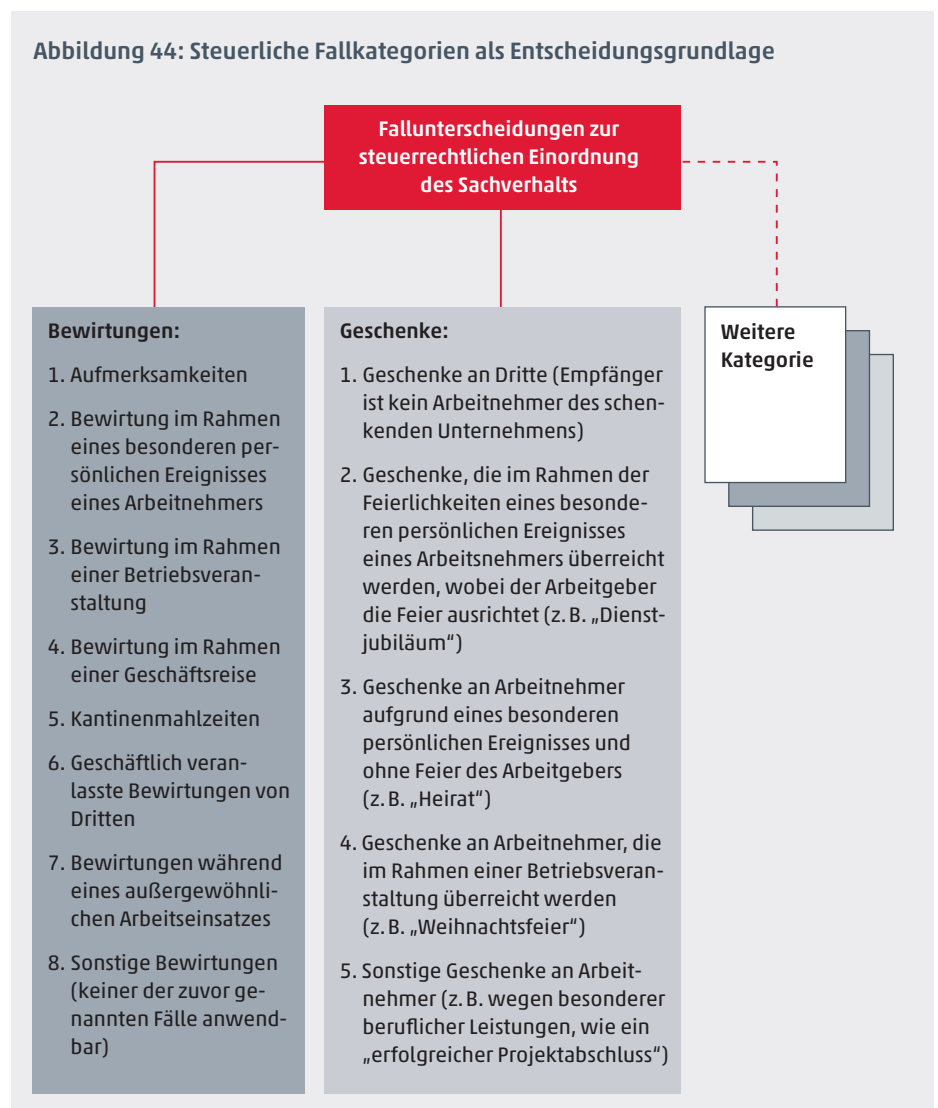 Abbildung 44: Steuerliche Fallkategorien als Entscheidungsgrundlage
Fallunterscheidungen zur
steuerrechtlichen Einordnung
des Sachverhalts
Bewirtungen:
1. Aufmerksamkeiten
2. Bewirtung im Rahmen
eines besonderen per-
sönlichen Ereignisses
eines Arbeitnehmers
3. Bewirtung im Rahmen
einer Betriebsveran-
staltung
4. Bewirtung im Rahmen
einer Geschäftsreise
5. Kantinenmahlzeiten
6. Geschäftlich veran-
lasste Bewirtungen von
Dritten
7. Bewirtungen während
eines außergewöhnli-
chen Arbeitseinsatzes
8. Sonstige Bewirtungen
(keiner der zuvor ge-
nannten Fälle anwend-
bar)
Geschenke:
1. Geschenke an Dritte (Empfänger
ist kein Arbeitnehmer des schen-
kenden Unternehmens)
2. Geschenke, die im Rahmen der
Feierlichkeiten eines besonde-
ren persönlichen Ereignisses
eines Arbeitsnehmers überreicht
werden, wobei der Arbeitgeber
die Feier ausrichtet (z. B. „Dienst-
jubiläum“)
3. Geschenke an Arbeitnehmer
aufgrund eines besonderen
persönlichen Ereignisses und
ohne Feier des Arbeitgebers
(z. B. „Heirat“)
4. Geschenke an Arbeitnehmer, die
im Rahmen einer Betriebsveran-
staltung überreicht werden
(z. B. „Weihnachtsfeier“)
5. Sonstige Geschenke an Arbeit-
nehmer (z. B. wegen besonderer
beruflicher Leistungen, wie ein
„erfolgreicher Projektabschluss“)
Weitere
Kategorie